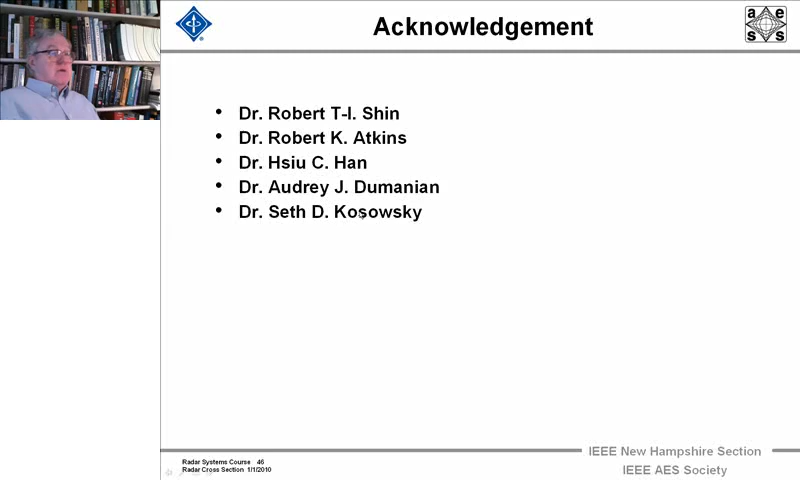 Acknowledgement
a e
s s
• Dr. Robert T-I. Shin
• Dr. Robert K. Atkins
• Dr. Hsiu C. Han
• Dr. Audrey J. Dumanian
• Dr. Seth D. Kosowsky
IEEE New Hampshire Section
Radar Systems Course 46
Radar Cross Section 1/1/2010
IEEE AES Society